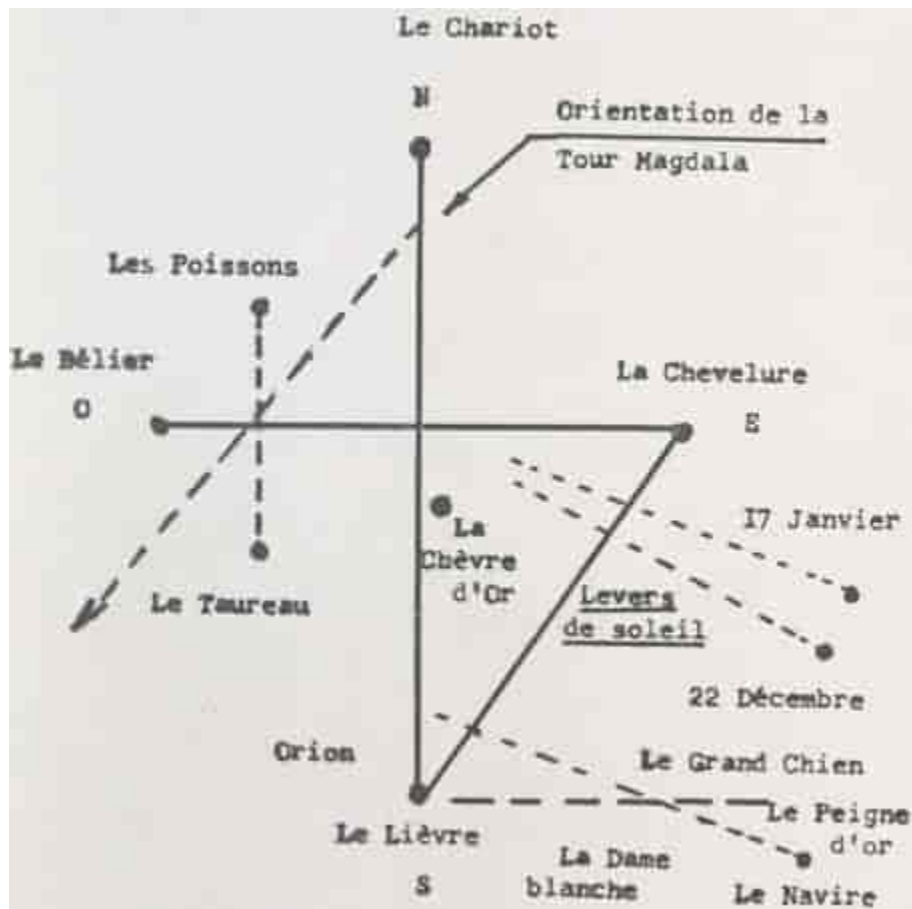 Le Chariot
N
Orientation de la
Tour Magdala
Les Poissons
Le Bélier
O
La Chevelure
E
17 Janvier
La
Chèvre
d'Or
Le Taureau
Levers
de soleil
22 Décembre
Orion
Le Grand Chien
Le Peigne
d'or
Le Lièvre
La Dame
blanche
S
Le Navire